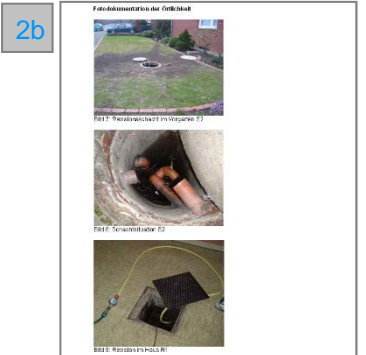 2b
Fotodokumentation der Örtlichkeit
Bild 7: Revisionsschacht im Vorgarten S2
Bild 8: Schachtsituation S2
Bild 9: Revision im Haus R1